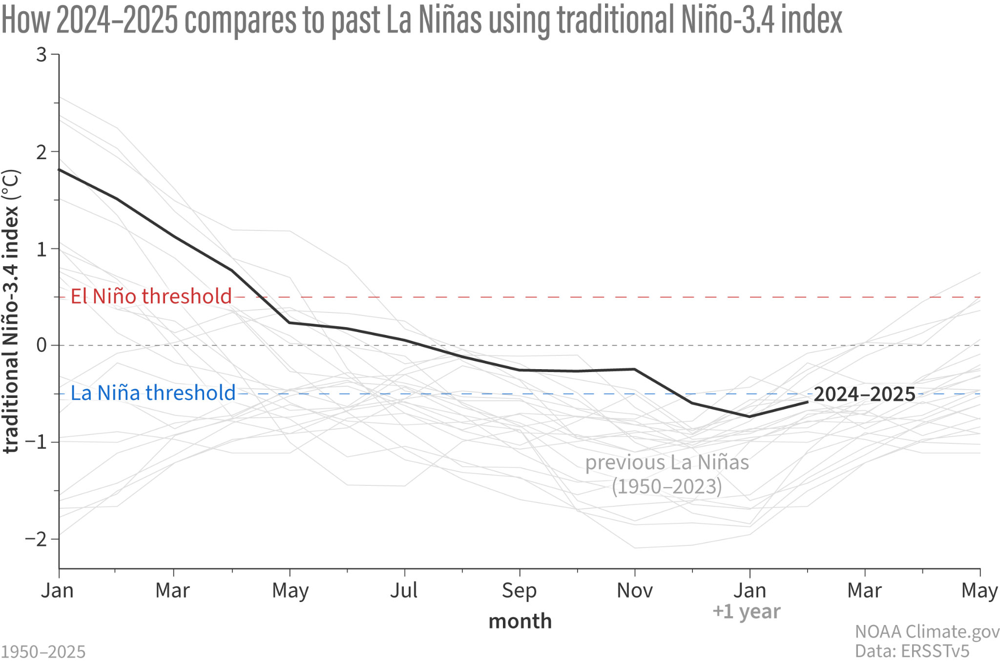 How 2024–2025 compares to past La Niñas using traditional Niño-3.4 index
traditional Niño-3.4 index (°C)
3
2
1
0
−1
−2
El Niño threshold
La Niña threshold
2024–2025
previous La Niñas
(1950–2023)
Jan Mar May Jul Sep Nov Jan Mar May
+1 year
month
NOAA Climate.gov
Data: ERSSTv5
1950–2025